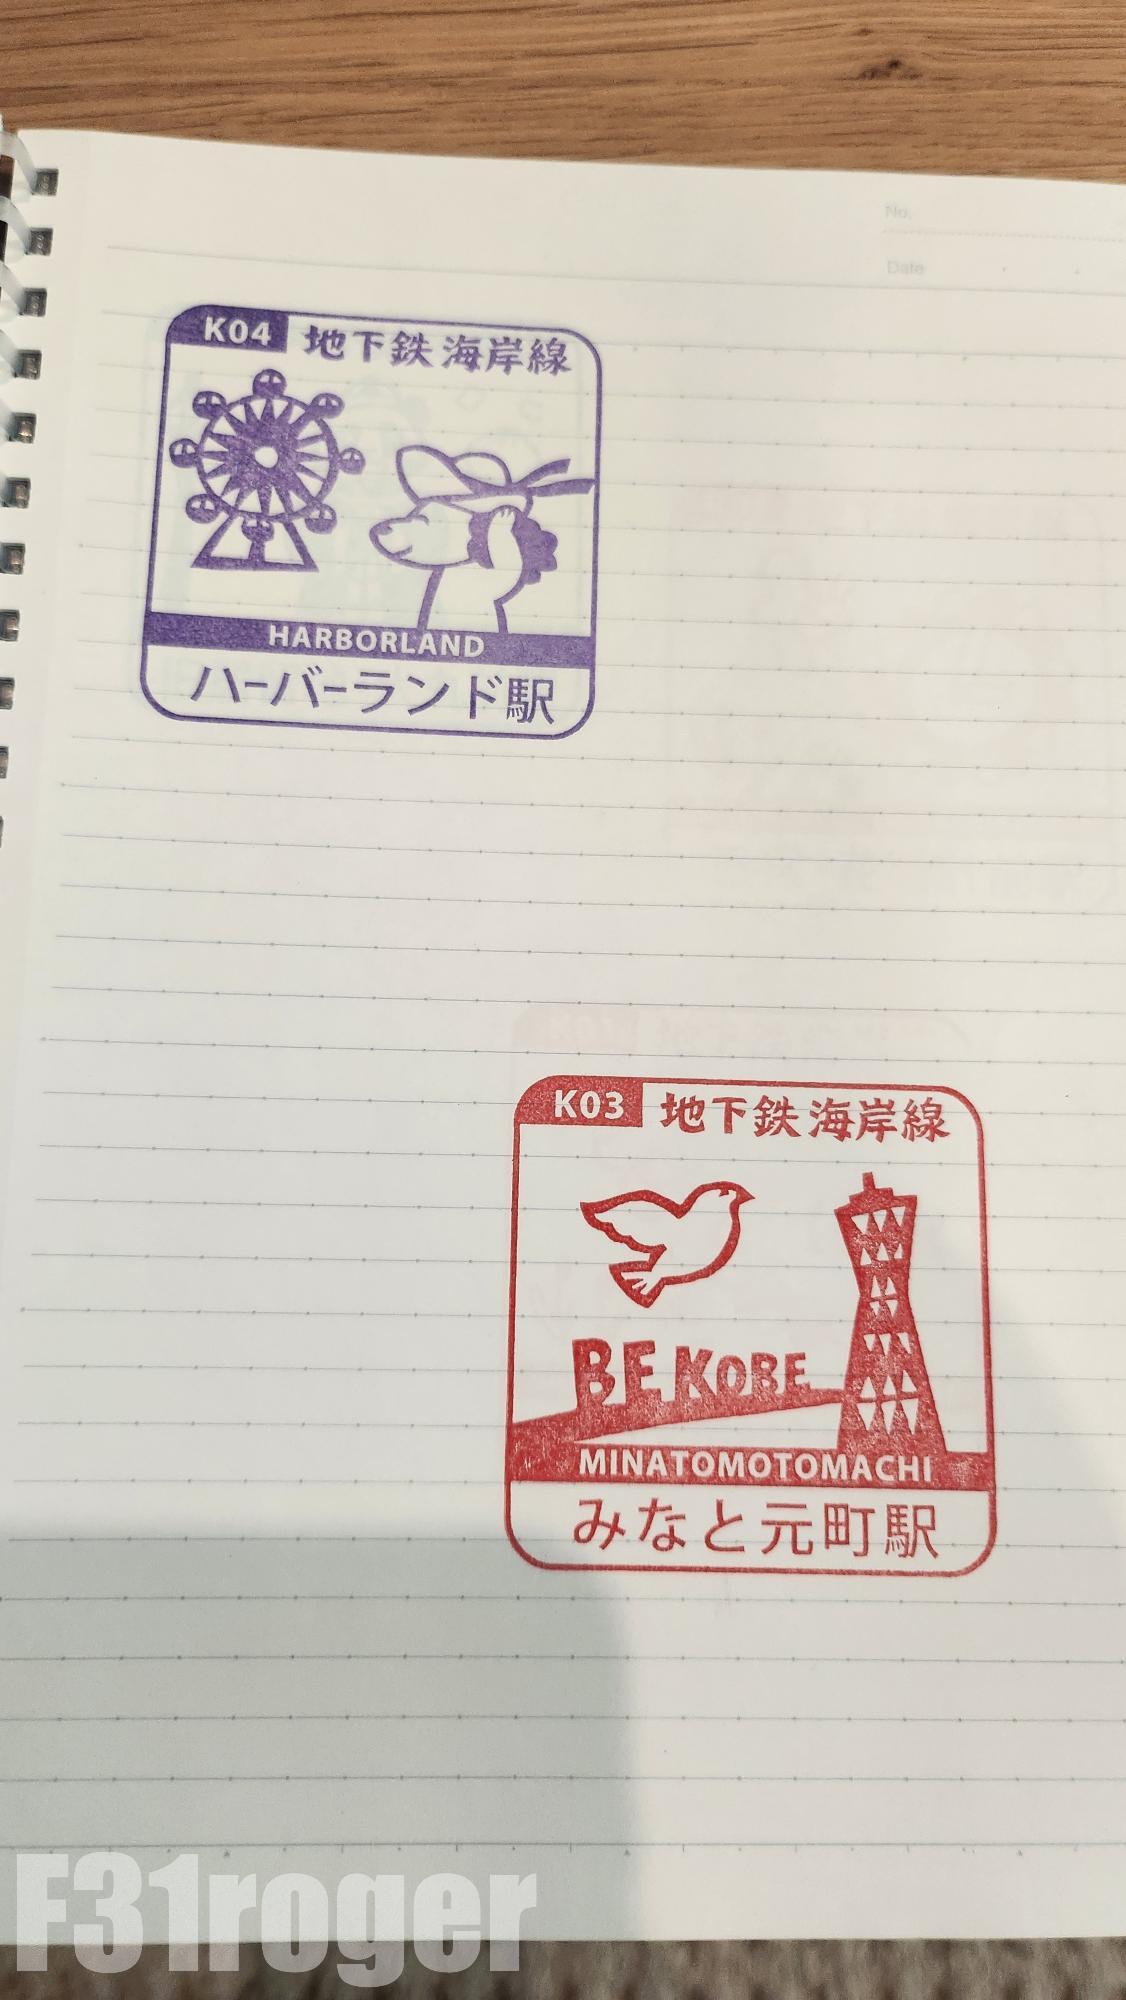 No.
Date
K04 地下鉄 海岸線
HARBORLAND
ハーバーランド駅
K03 地下鉄 海岸線
BE KOBE
MINATOMOTOMACHI
みなと元町駅
F31roger